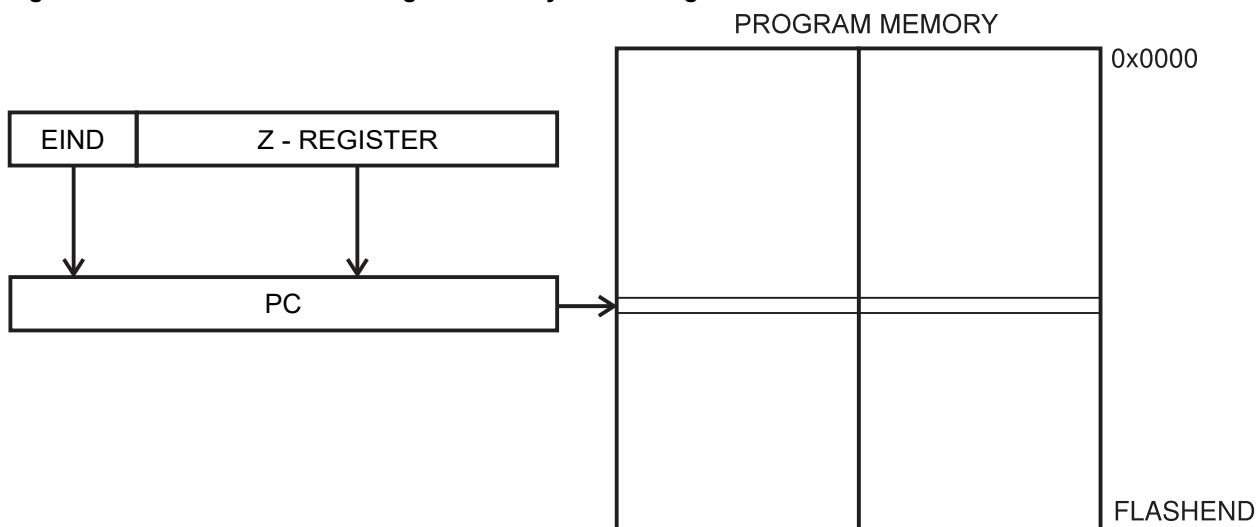 PROGRAM MEMORY
0x0000
EIND
Z - REGISTER
PC
FLASHEND